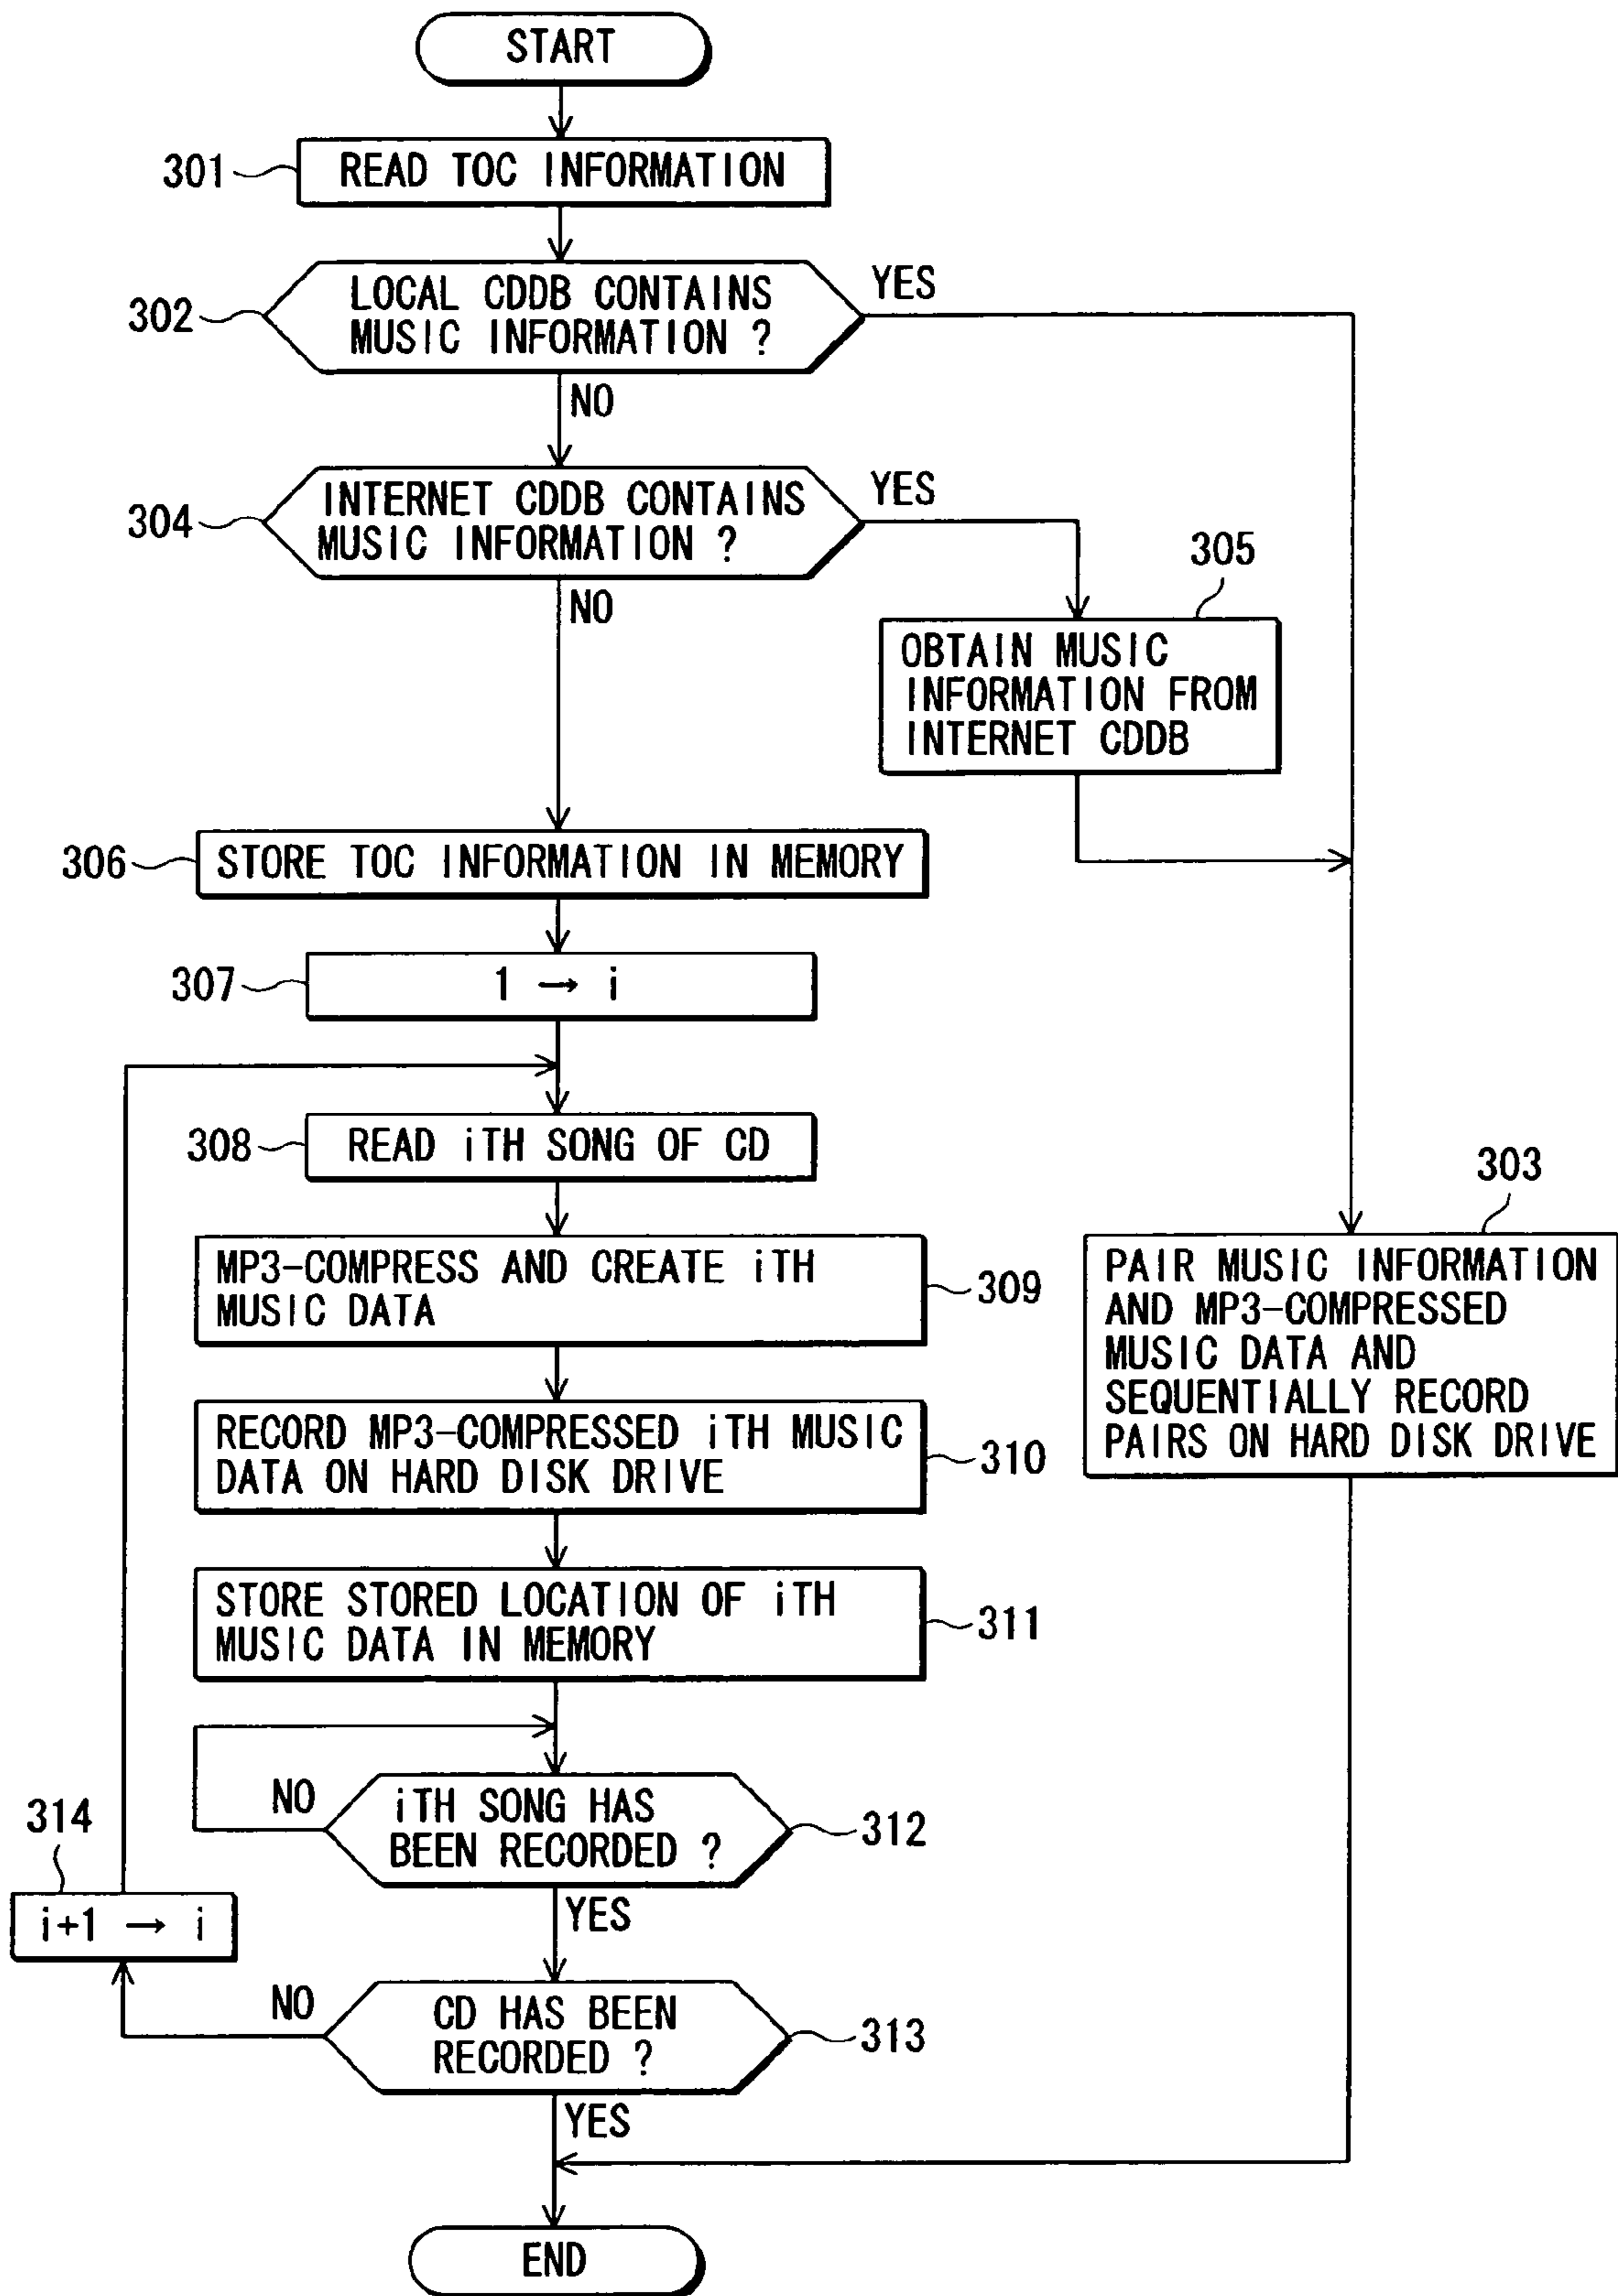 START
301
READ TOC INFORMATION
302
LOCAL CDDB CONTAINS
MUSIC INFORMATION ?
YES
NO
304
INTERNET CDDB CONTAINS
MUSIC INFORMATION ?
YES
NO
305
OBTAIN MUSIC
INFORMATION FROM
INTERNET CDDB
306
STORE TOC INFORMATION IN MEMORY
307
1 → i
308
READ iTH SONG OF CD
303
PAIR MUSIC INFORMATION
AND MP3-COMPRESSED
MUSIC DATA AND
SEQUENTIALLY RECORD
PAIRS ON HARD DISK DRIVE
MP3-COMPRESS AND CREATE iTH
MUSIC DATA
309
RECORD MP3-COMPRESSED iTH MUSIC
DATA ON HARD DISK DRIVE
310
STORE STORED LOCATION OF iTH
MUSIC DATA IN MEMORY
311
NO
iTH SONG HAS
BEEN RECORDED ?
312
YES
314
i+1 → i
NO
CD HAS BEEN
RECORDED ?
313
YES
END